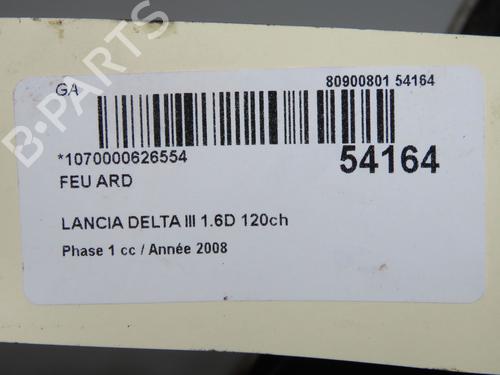 B-PARTS
GA
80900801 54164
*1070000626554
54164
FEU ARD
LANCIA DELTA III 1.6D 120ch
Phase 1 cc / Année 2008